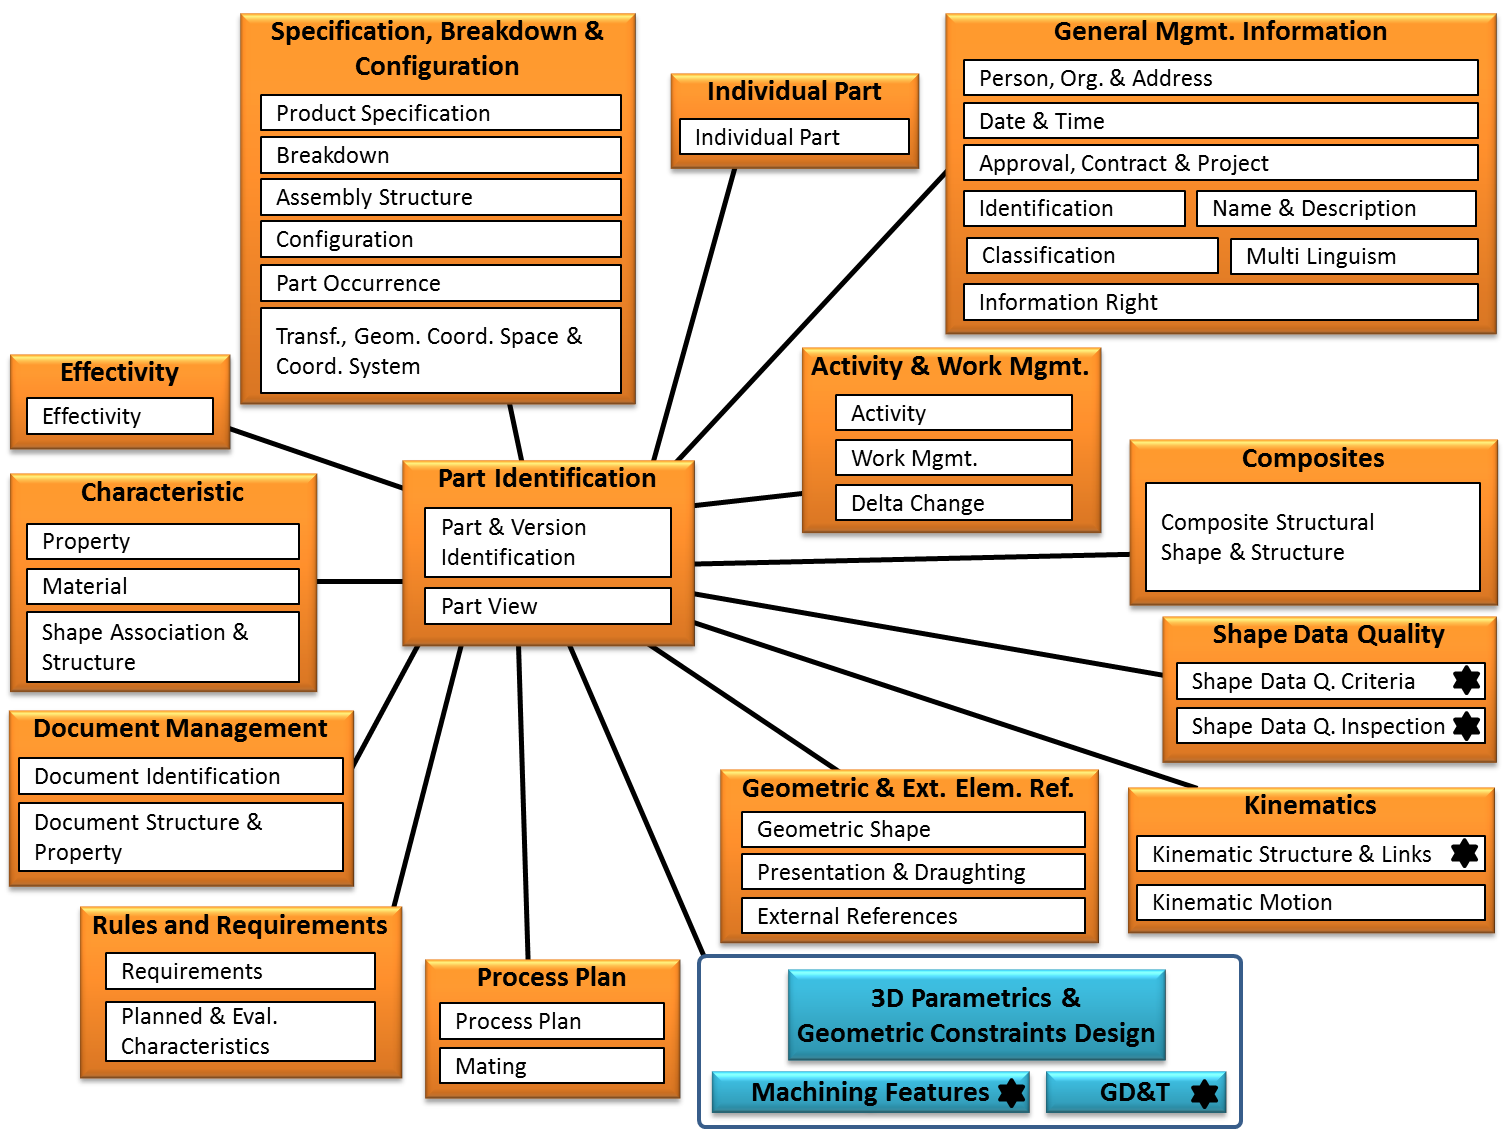 Specification, Breakdown &
Configuration
Product Specification
Breakdown
Assembly Structure
Configuration
Part Occurrence
Transf., Geom. Coord. Space &
Coord. System
Individual Part
Individual Part
General Mgmt. Information
Person, Org. & Address
Date & Time
Approval, Contract & Project
Identification
Name & Description
Classification
Multi Linguism
Information Right
Effectivity
Effectivity
Activity & Work Mgmt.
Activity
Work Mgmt.
Delta Change
Characteristic
Property
Material
Shape Association &
Structure
Part Identification
Part & Version
Identification
Part View
Composites
Composite Structural
Shape & Structure
Shape Data Quality
Shape Data Q. Criteria
Shape Data Q. Inspection
Document Management
Document Identification
Document Structure &
Property
Geometric & Ext. Elem. Ref.
Geometric Shape
Presentation & Draughting
External References
Kinematics
Kinematic Structure & Links
Kinematic Motion
Rules and Requirements
Requirements
Planned & Eval.
Characteristics
Process Plan
Process Plan
Mating
3D Parametrics &
Geometric Constraints Design
Machining Features
GD&T